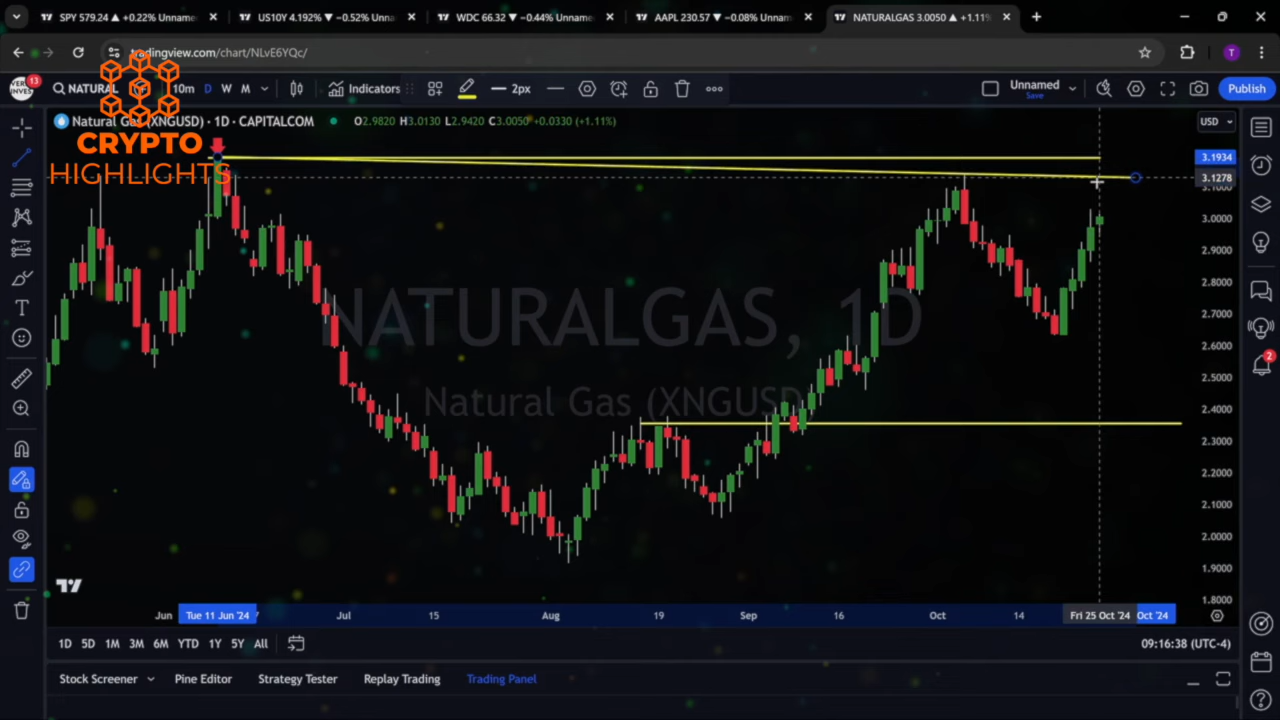 SPY 579.24 ▲ +0.22% Unname
US10Y 4.192% ▼ −0.52% Unnam
WDC 66.32 ▼ −0.44% Unname
AAPL 230.57 ▼ −0.08% Unname
NATURALGAS 3.0050 ▲ +1.11%
tradingview.com/chart/NLvE6YQc/
T
13
NATURAL
10m D W M
Indicators
2px
Unnamed
Save
Publish
Natural Gas (XNGUSD) · 1D · CAPITALCOM
O2.9820 H3.0130 L2.9420 C3.0050 +0.0330 (+1.11%)
USD
CRYPTO
HIGHLIGHTS
3.1934
3.1278
3.1000
3.0000
2.9000
2.8000
2.7000
2.6000
2.5000
2.4000
2.3000
2.2000
2.1000
2.0000
1.9000
1.8000
NATURALGAS, 1D
Natural Gas (XNGUSD)
2
Jun Tue 11 Jun '24 Jul 15 Aug 19 Sep 16 Oct 14 Fri 25 Oct '24 Oct '24
1D 5D 1M 3M 6M YTD 1Y 5Y All
09:16:38 (UTC-4)
Stock Screener Pine Editor Strategy Tester Replay Trading Trading Panel